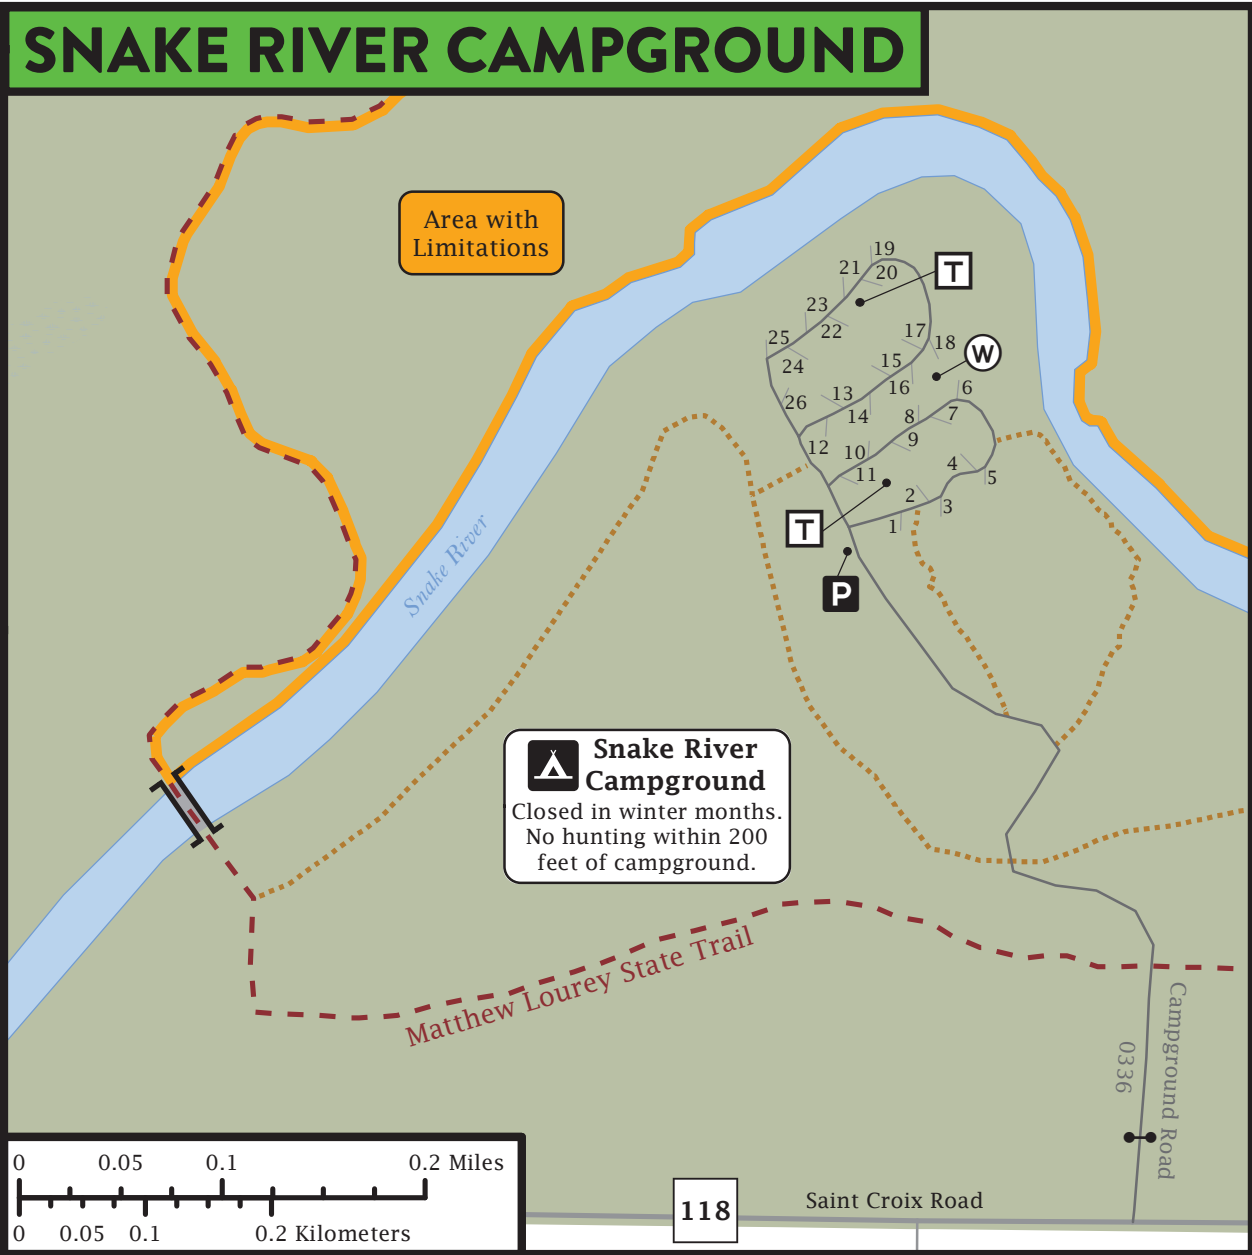 SNAKE RIVER CAMPGROUND
Area with
Limitations
19
21
20
T
23
22
17
18
25
W
15
24
16
6
13
26
14
8
7
9
12
10
4
11
5
2
3
1
T
P
Snake River
Snake River
Campground
Closed in winter months.
No hunting within 200
feet of campground.
Matthew Lourey State Trail
Campground Road
0336
0 0.05 0.1 0.2 Miles
0 0.05 0.1 0.2 Kilometers
118
Saint Croix Road